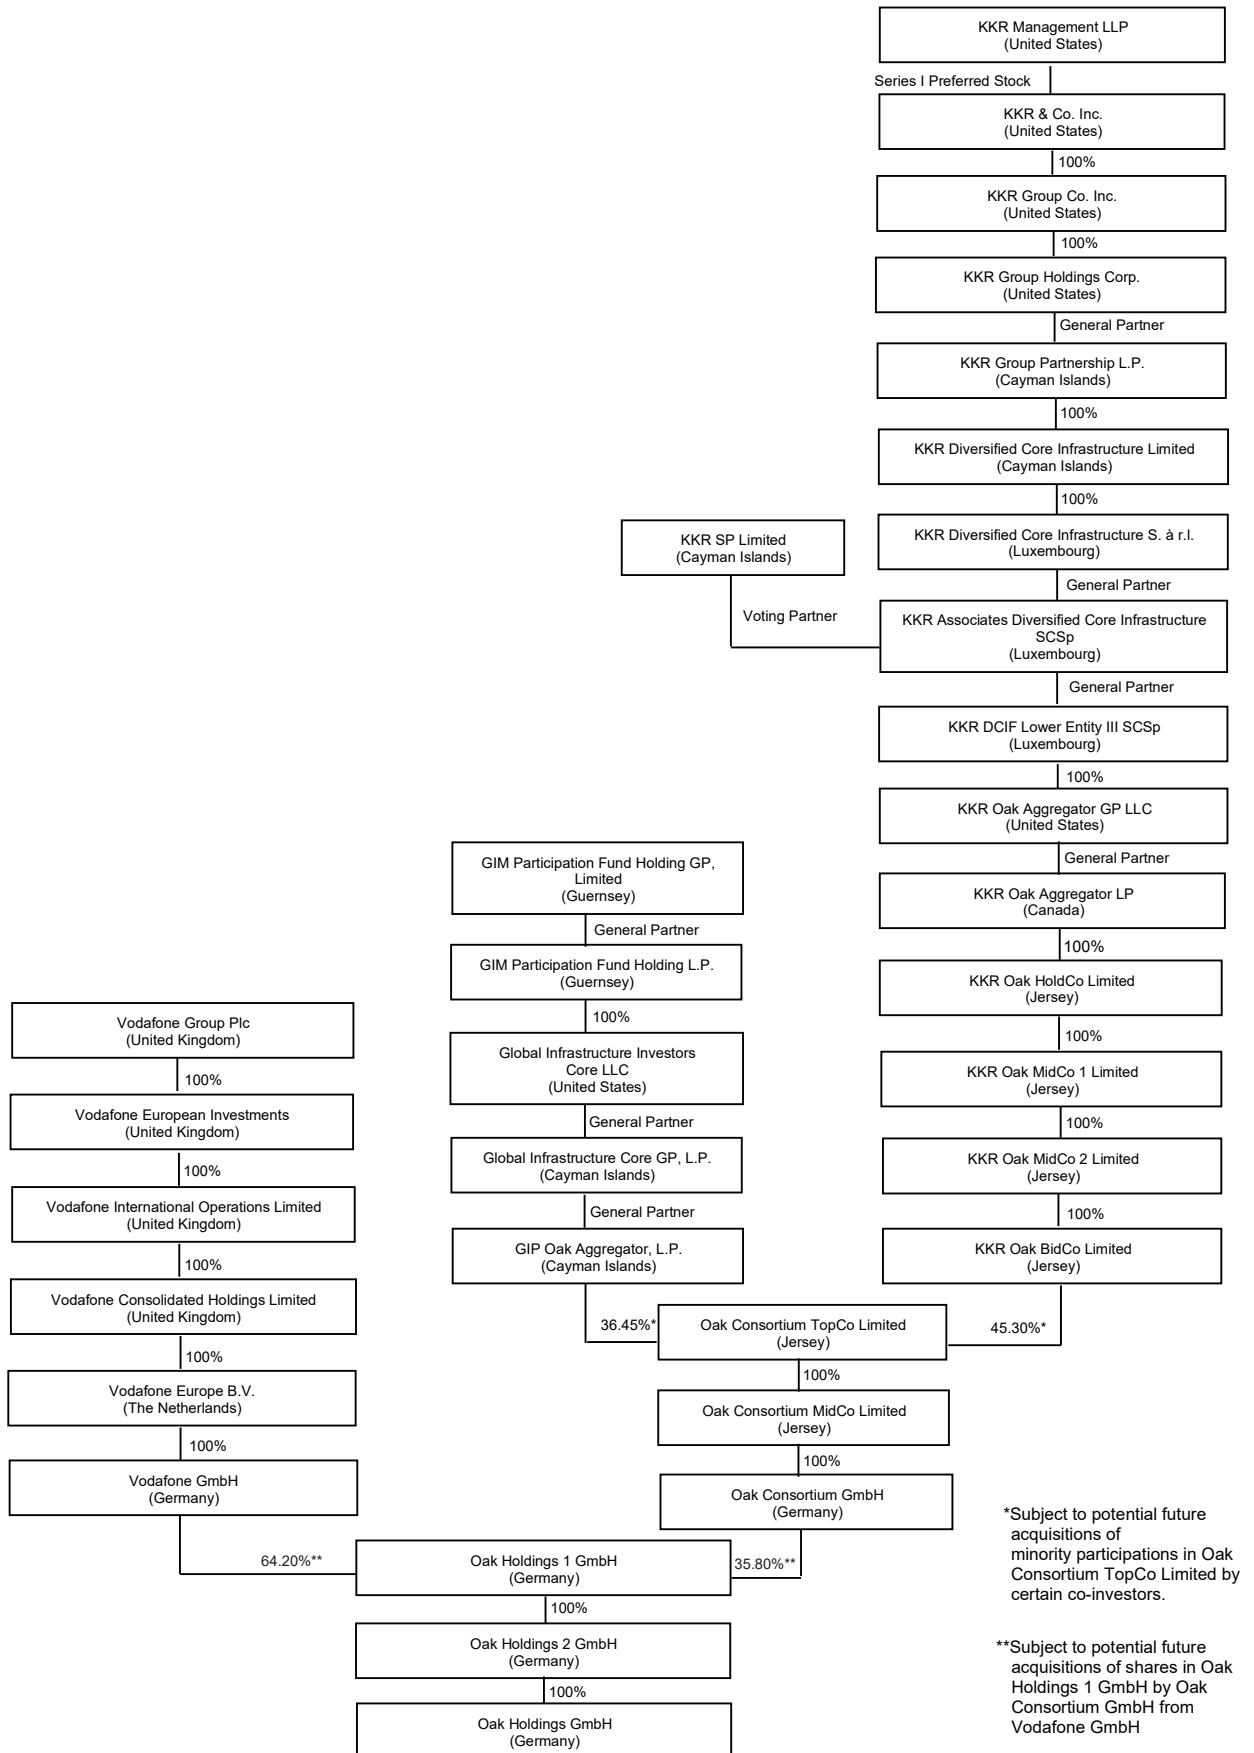 KKR Management LLP
(United States)
Series I Preferred Stock
KKR & Co. Inc.
(United States)
100%
KKR Group Co. Inc.
(United States)
100%
KKR Group Holdings Corp.
(United States)
General Partner
KKR Group Partnership L.P.
(Cayman Islands)
100%
KKR Diversified Core Infrastructure Limited
(Cayman Islands)
100%
KKR Diversified Core Infrastructure S. à r.l.
(Luxembourg)
General Partner
KKR SP Limited
(Cayman Islands)
Voting Partner
KKR Associates Diversified Core Infrastructure
SCSp
(Luxembourg)
General Partner
KKR DCIF Lower Entity III SCSp
(Luxembourg)
100%
KKR Oak Aggregator GP LLC
(United States)
General Partner
KKR Oak Aggregator LP
(Canada)
100%
KKR Oak HoldCo Limited
(Jersey)
100%
KKR Oak MidCo 1 Limited
(Jersey)
100%
KKR Oak MidCo 2 Limited
(Jersey)
100%
KKR Oak BidCo Limited
(Jersey)
45.30%*
GIM Participation Fund Holding GP,
Limited
(Guernsey)
General Partner
GIM Participation Fund Holding L.P.
(Guernsey)
100%
Global Infrastructure Investors
Core LLC
(United States)
General Partner
Global Infrastructure Core GP, L.P.
(Cayman Islands)
General Partner
GIP Oak Aggregator, L.P.
(Cayman Islands)
36.45%*
Oak Consortium TopCo Limited
(Jersey)
100%
Oak Consortium MidCo Limited
(Jersey)
100%
Oak Consortium GmbH
(Germany)
35.80%**
Vodafone Group Plc
(United Kingdom)
100%
Vodafone European Investments
(United Kingdom)
100%
Vodafone International Operations Limited
(United Kingdom)
100%
Vodafone Consolidated Holdings Limited
(United Kingdom)
100%
Vodafone Europe B.V.
(The Netherlands)
100%
Vodafone GmbH
(Germany)
64.20%**
Oak Holdings 1 GmbH
(Germany)
100%
Oak Holdings 2 GmbH
(Germany)
100%
Oak Holdings GmbH
(Germany)
*Subject to potential future
acquisitions of
minority participations in Oak
Consortium TopCo Limited by
certain co-investors.
**Subject to potential future
acquisitions of shares in Oak
Holdings 1 GmbH by Oak
Consortium GmbH from
Vodafone GmbH